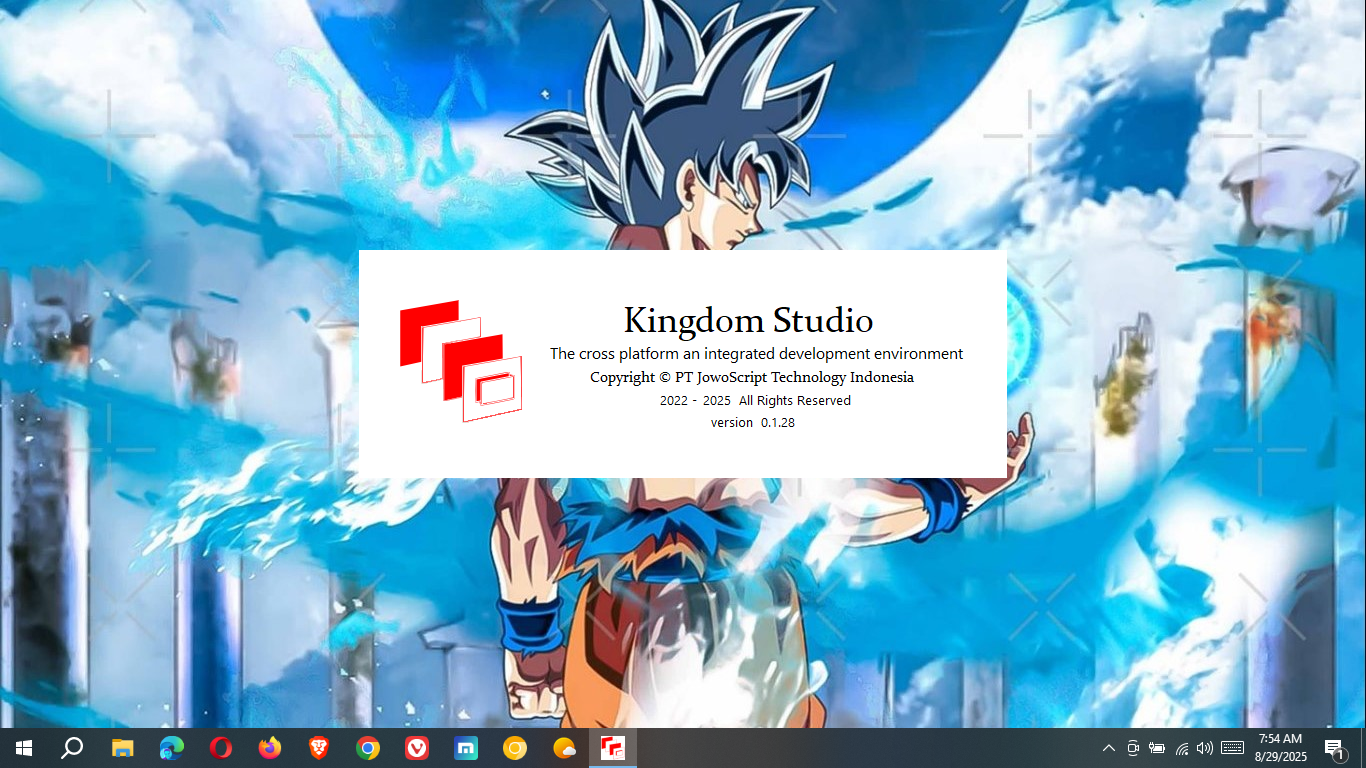 Kingdom Studio
The cross platform an integrated development environment
Copyright © PT JowoScript Technology Indonesia
2022 - 2025 All Rights Reserved
version 0.1.28
7:54 AM
8/29/2025
1